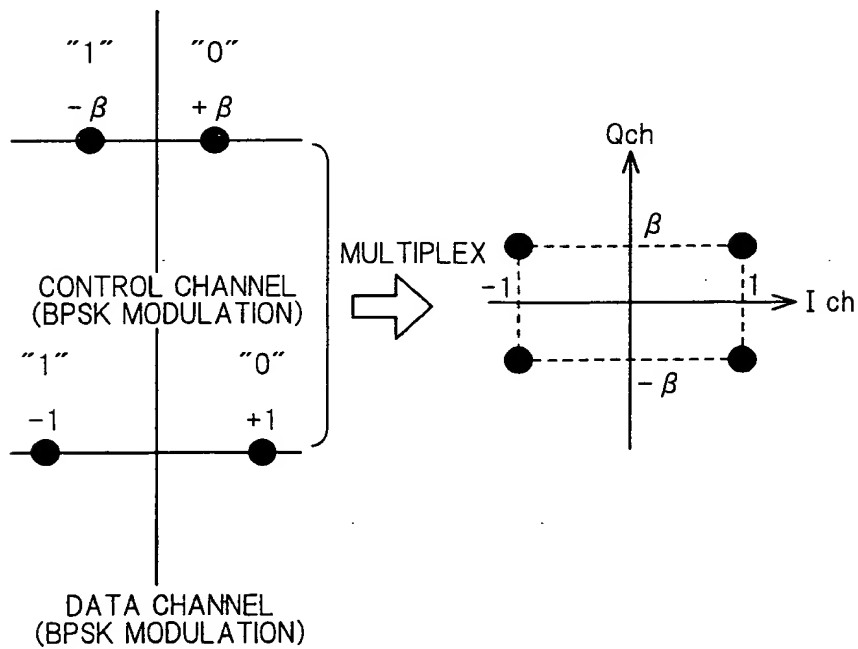 "1" "0"
-β +β
CONTROL CHANNEL
(BPSK MODULATION)
"1" "0"
-1 +1
DATA CHANNEL
(BPSK MODULATION)
MULTIPLEX
Qch
β
-1 1 I ch
-β